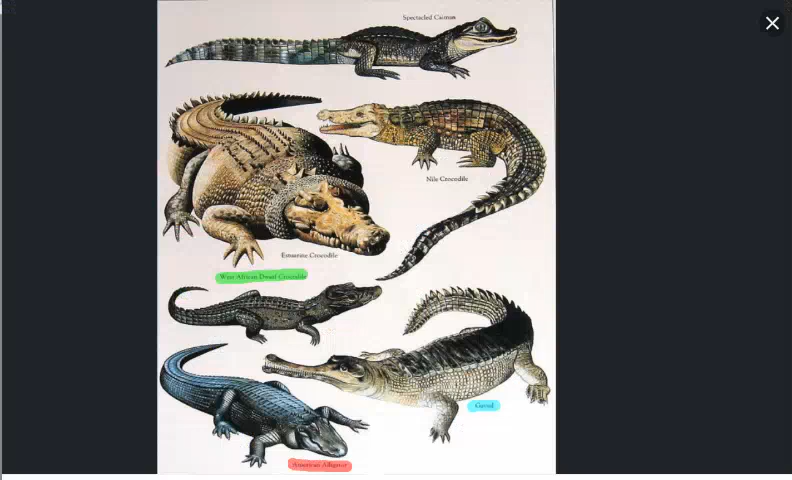 Spectacled Caiman
Nile Crocodile
Estuarine Crocodile
West African Dwarf Crocodile
Gavial
American Alligator